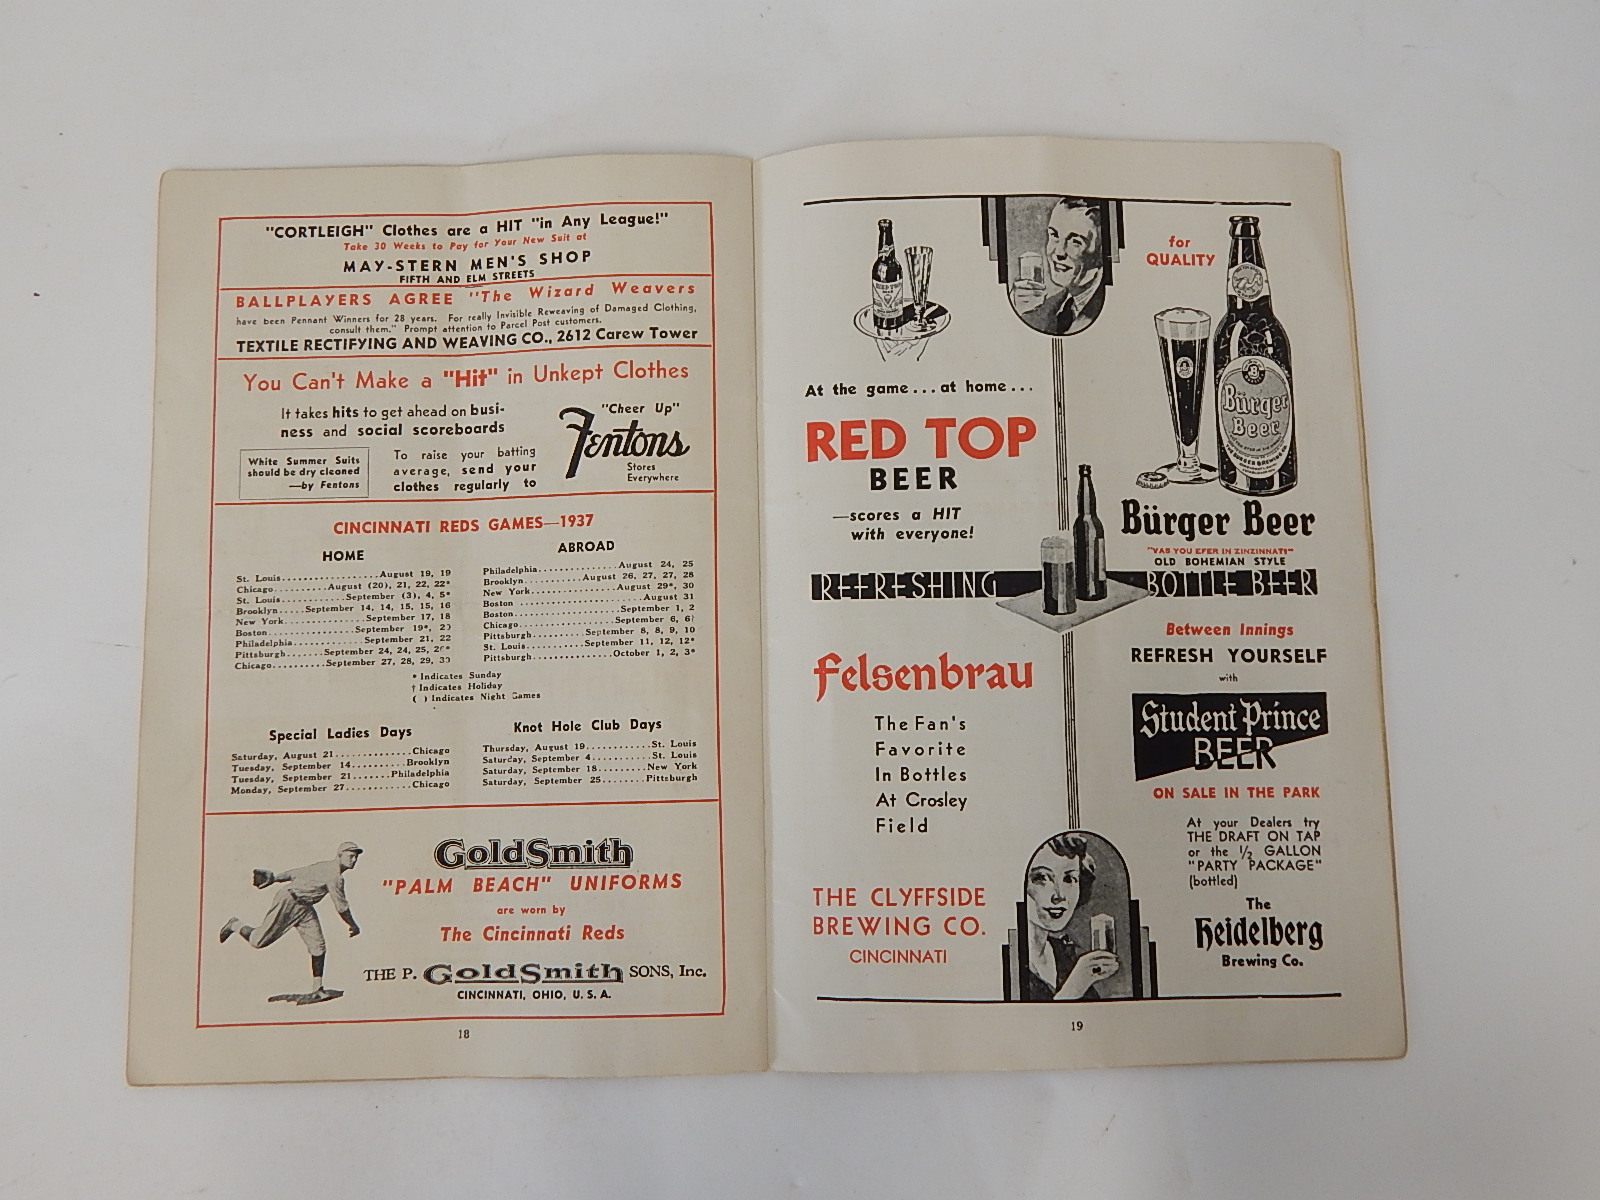 "CORTLEIGH" Clothes are a HIT "in Any League!"
Take 30 Weeks to Pay for Your New Suit at
MAY-STERN MEN'S SHOP
FIFTH AND ELM STREETS
BALLPLAYERS AGREE "The Wizard Weavers
have been Pennant Winners for 28 years. For really Invisible Reweaving of Damaged Clothing,
consult them." Prompt attention to Parcel Post customers.
TEXTILE RECTIFYING AND WEAVING CO., 2612 Carew Tower
You Can't Make a "Hit" in Unkept Clothes
It takes hits to get ahead on busi-
ness and social scoreboards
White Summer Suits
should be dry cleaned
—by Fentons
To raise your batting
average, send your
clothes regularly to
"Cheer Up"
Fentons
Stores
Everywhere
CINCINNATI REDS GAMES—1937
HOME
St. Louis..................August 19, 19
Chicago..........August (20), 21, 22, 22*
St. Louis...............September (3), 4, 5*
Brooklyn.....September 14, 14, 15, 15, 16
New York...............September 17, 18
Boston................September 19*, 20
Philadelphia.............September 21, 22
Pittsburgh.......September 24, 24, 25, 26*
Chicago..........September 27, 28, 29, 30
ABROAD
Philadelphia...............August 24, 25
Brooklyn...........August 26, 27, 27, 28
New York................August 29*, 30
Boston.......................August 31
Boston....................September 1, 2
Chicago..................September 6, 6†
Pittsburgh..........September 8, 8, 9, 10
St. Louis...........September 11, 12, 12*
Pittsburgh...............October 1, 2, 3*
* Indicates Sunday
† Indicates Holiday
( ) Indicates Night Games
Special Ladies Days
Saturday, August 21..............Chicago
Tuesday, September 14...........Brooklyn
Tuesday, September 21.......Philadelphia
Monday, September 27............Chicago
Knot Hole Club Days
Thursday, August 19............St. Louis
Saturday, September 4...........St. Louis
Saturday, September 18.........New York
Saturday, September 25........Pittsburgh
GoldSmith
"PALM BEACH" UNIFORMS
are worn by
The Cincinnati Reds
THE P. GoldSmith SONS, Inc.
CINCINNATI, OHIO, U. S. A.
18
RED TOP
BEER
At the game...at home...
RED TOP
BEER
—scores a HIT
with everyone!
for
QUALITY
Bürger
Beer
Bürger Beer
"VAS YOU EFER IN ZINZINNATI"
OLD BOHEMIAN STYLE
REFRESHING BOTTLE BEER
Felsenbrau
The Fan's
Favorite
In Bottles
At Crosley
Field
THE CLYFFSIDE
BREWING CO.
CINCINNATI
Between Innings
REFRESH YOURSELF
with
Student Prince
BEER
ON SALE IN THE PARK
At your Dealers try
THE DRAFT ON TAP
or the 1/2 GALLON
"PARTY PACKAGE"
(bottled)
The
Heidelberg
Brewing Co.
19